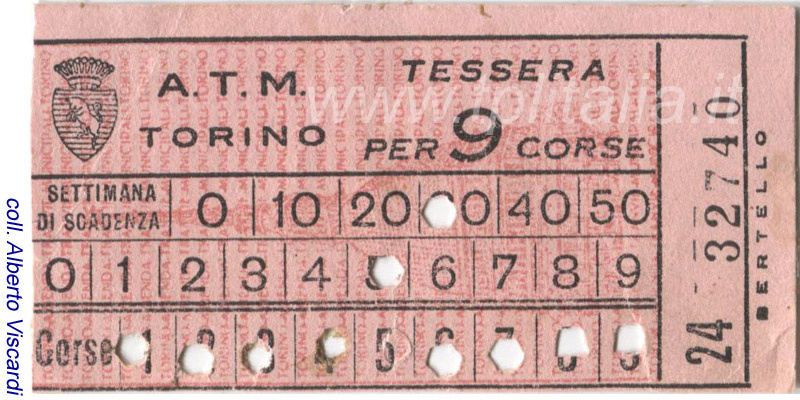 A.T.M.
TORINO
TESSERA
PER 9 CORSE
SETTIMANA
DI SCADENZA
0 10 20 30 40 50
0 1 2 3 4 5 6 7 8 9
Corse 1 2 3 4 5 6 7 8 9
24 32740
BERTELLO
www.tolitalia.it
coll. Alberto Viscardi